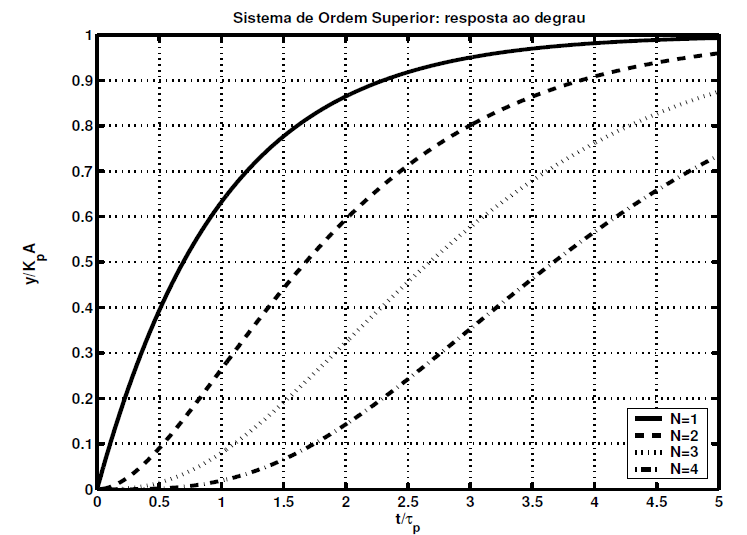 Sistema de Ordem Superior: resposta ao degrau
1
0.9
0.8
0.7
0.6
0.5
0.4
0.3
0.2
0.1
0
y/KpA
N=1
N=2
N=3
N=4
0 0.5 1 1.5 2 2.5 3 3.5 4 4.5 5
t/τp